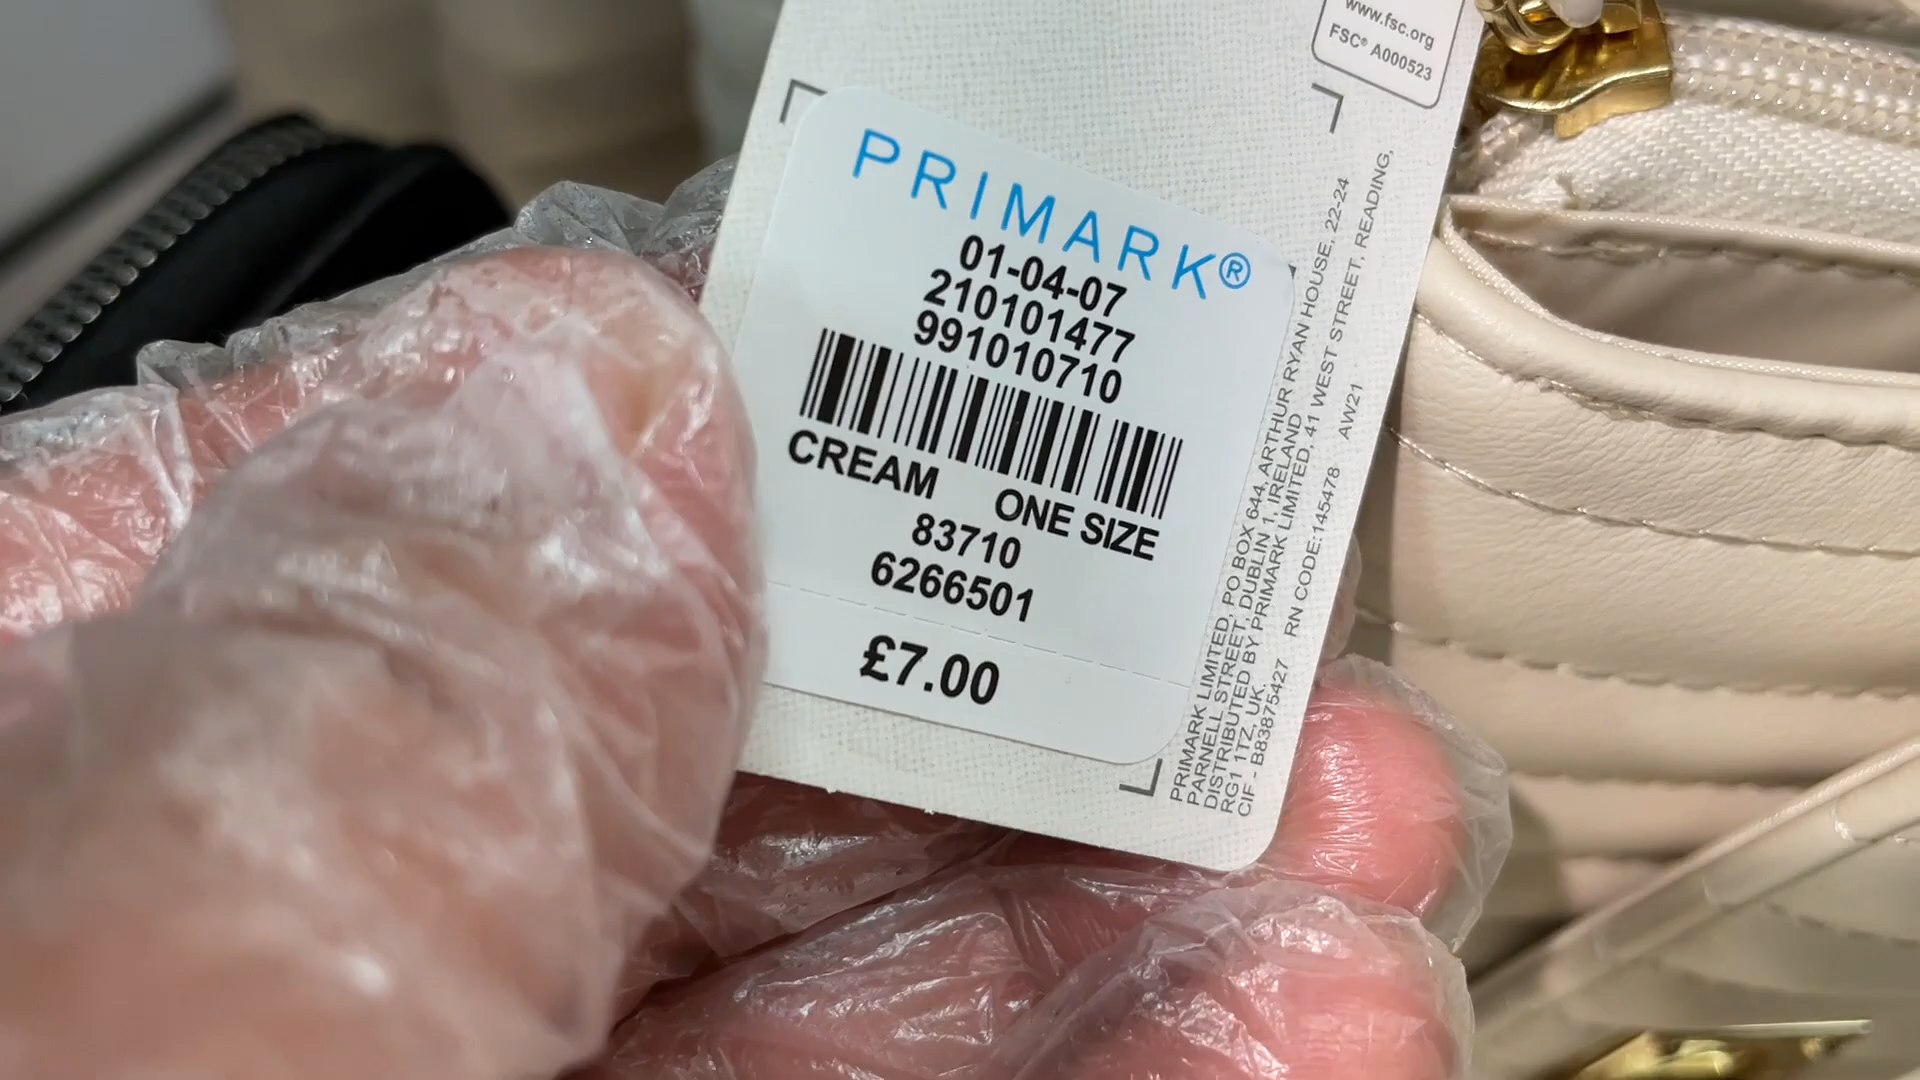 www.fsc.org
FSC® A000523
PRIMARK®
01-04-07
210101477
991010710
CREAM ONE SIZE
83710
6266501
£7.00
PRIMARK LIMITED, PO BOX 644, ARTHUR RYAN HOUSE, 22-24
PARNELL STREET, DUBLIN 1, IRELAND
DISTRIBUTED BY PRIMARK LIMITED, 41 WEST STREET, READING,
RG1 1TZ, UK.
CIF - B83875427 RN CODE:145478 AW21